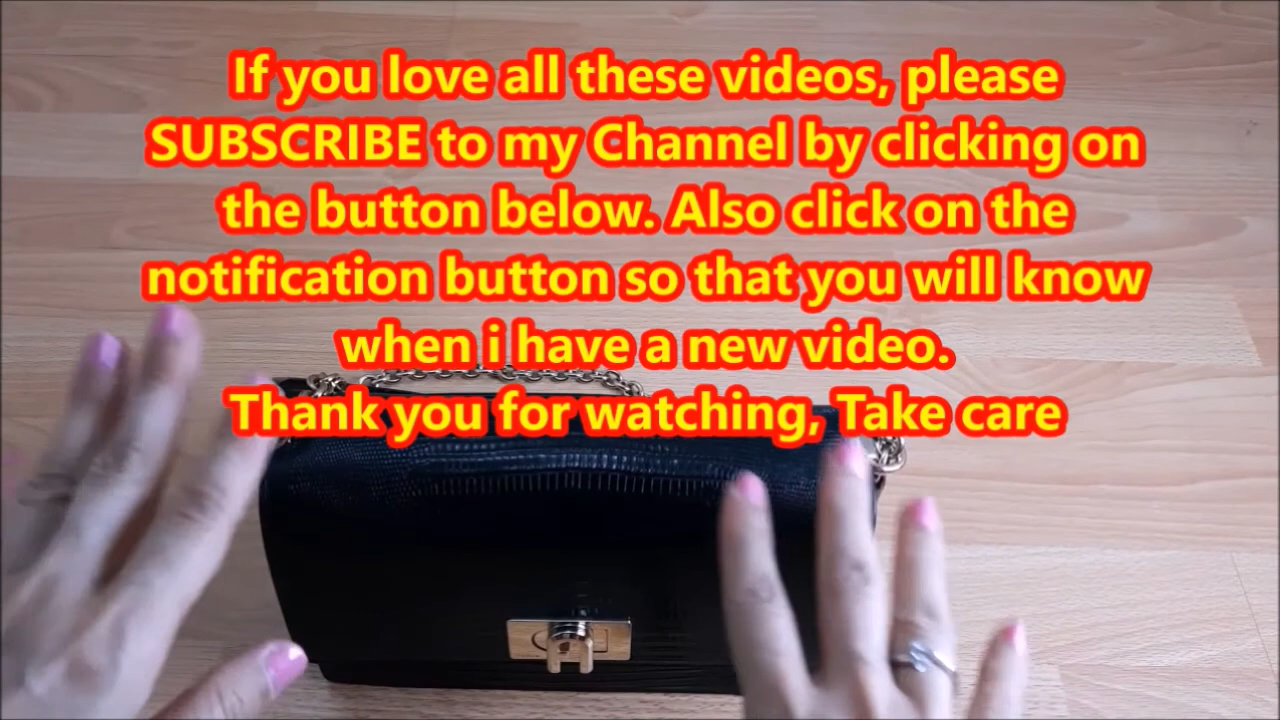 If you love all these videos, please
SUBSCRIBE to my Channel by clicking on
the button below. Also click on the
notification button so that you will know
when i have a new video.
Thank you for watching, Take care